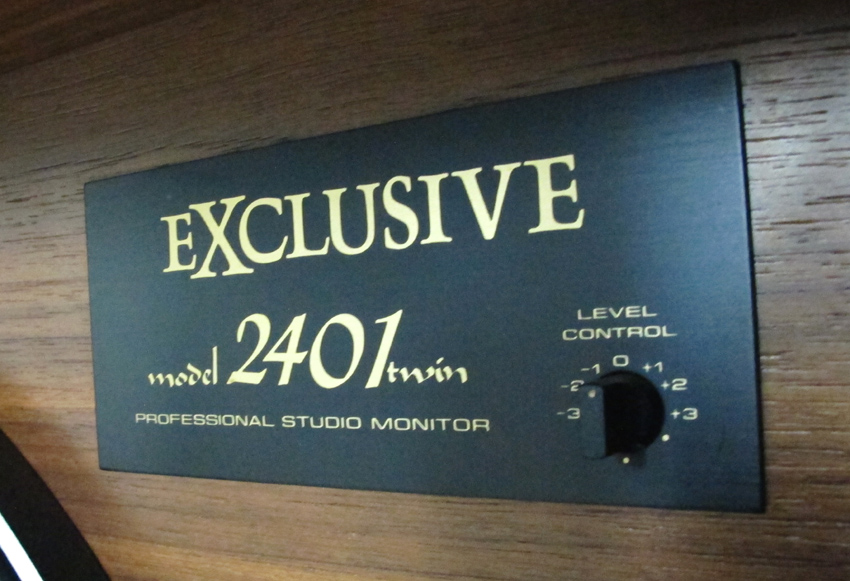 EXCLUSIVE
model 2401 twin
PROFESSIONAL STUDIO MONITOR
LEVEL
CONTROL
-3 -2 -1 0 +1 +2 +3